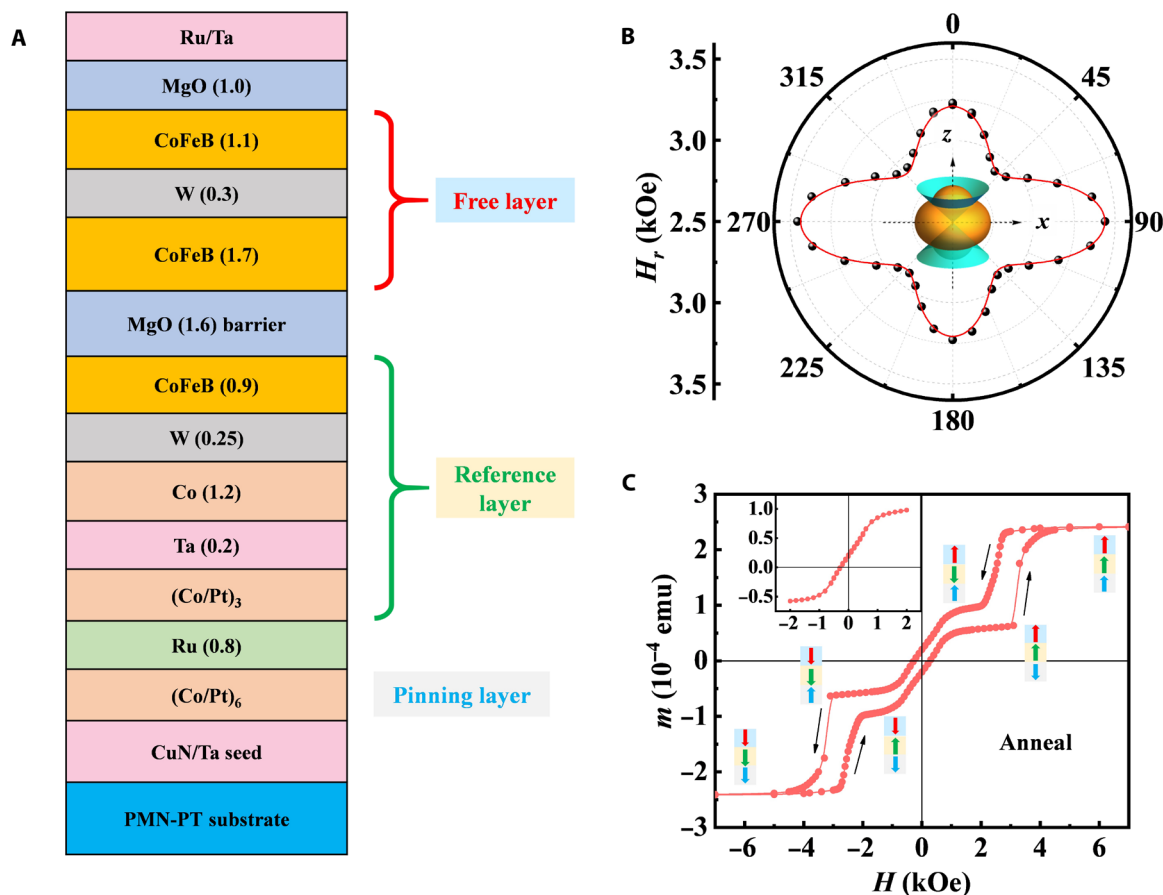 A
Ru/Ta
MgO (1.0)
CoFeB (1.1)
W (0.3)
CoFeB (1.7)
MgO (1.6) barrier
CoFeB (0.9)
W (0.25)
Co (1.2)
Ta (0.2)
(Co/Pt)3
Ru (0.8)
(Co/Pt)6
CuN/Ta seed
PMN-PT substrate
Free layer
Reference
layer
Pinning layer
B
Hr (kOe)
3.5
3.0
2.5
3.0
3.5
0
45
90
135
180
225
270
315
z
x
C
m (10−4 emu)
3
2
1
0
−1
−2
−3
−6
−4
−2
0
2
4
6
H (kOe)
1.0
0.5
0.0
−0.5
−2
−1
0
1
2
Anneal